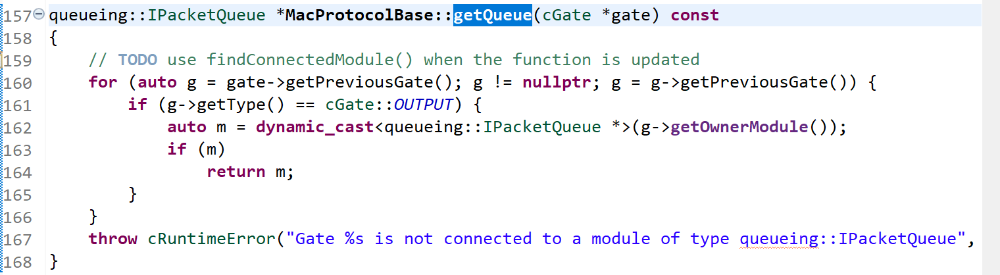 157 queueing::IPacketQueue *MacProtocolBase::getQueue(cGate *gate) const
158 {
159     // TODO use findConnectedModule() when the function is updated
160     for (auto g = gate->getPreviousGate(); g != nullptr; g = g->getPreviousGate()) {
161         if (g->getType() == cGate::OUTPUT) {
162             auto m = dynamic_cast<queueing::IPacketQueue *>(g->getOwnerModule());
163             if (m)
164                 return m;
165         }
166     }
167     throw cRuntimeError("Gate %s is not connected to a module of type queueing::IPacketQueue",
168 }